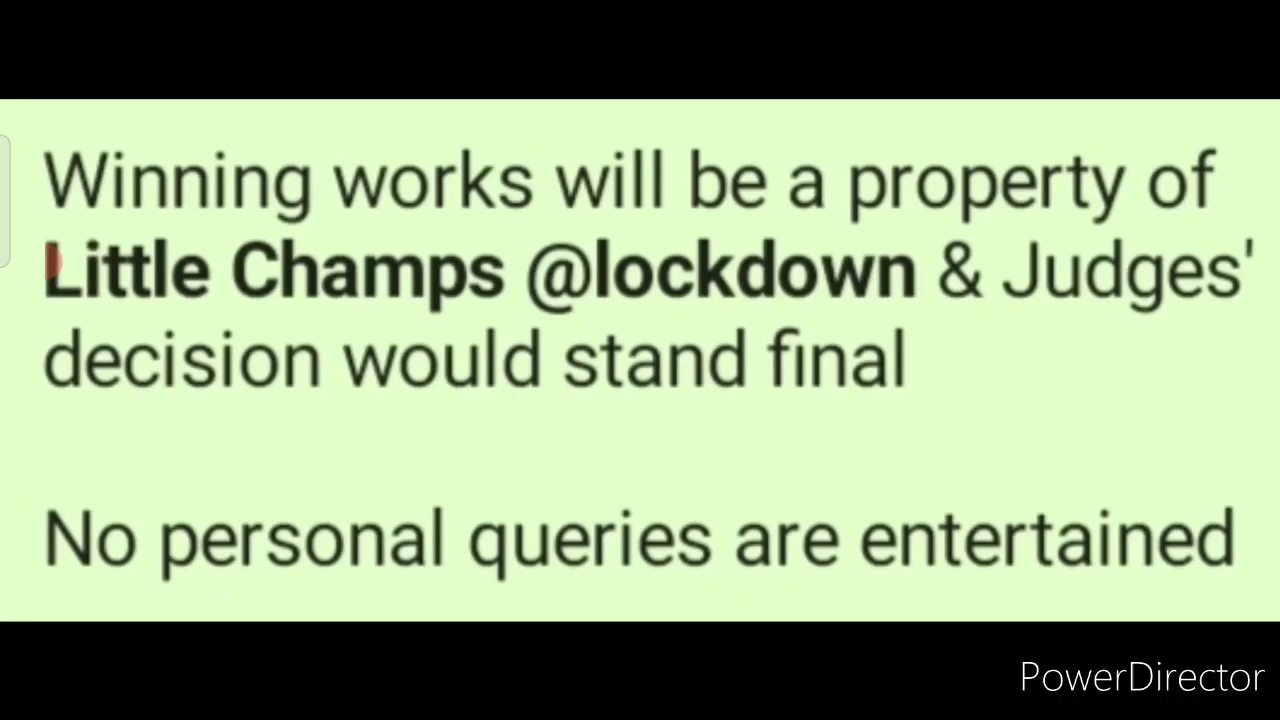 Winning works will be a property of
Little Champs @lockdown & Judges'
decision would stand final
No personal queries are entertained
PowerDirector